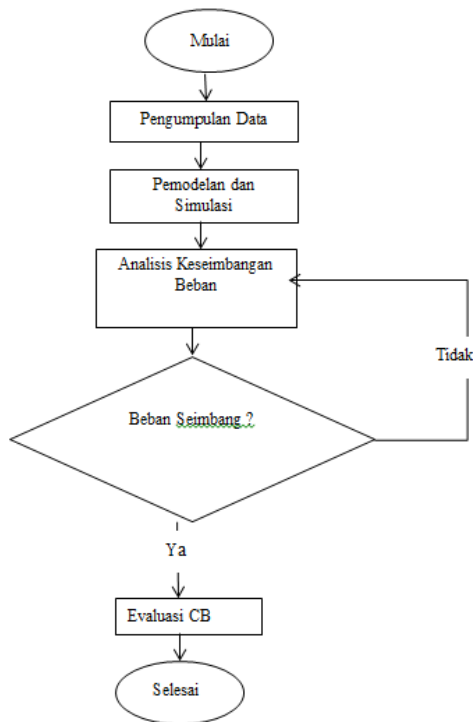 Mulai
Pengumpulan Data
Pemodelan dan
Simulasi
Analisis Keseimbangan
Beban
Tidak
Beban Seimbang ?
Ya
Evaluasi CB
Selesai